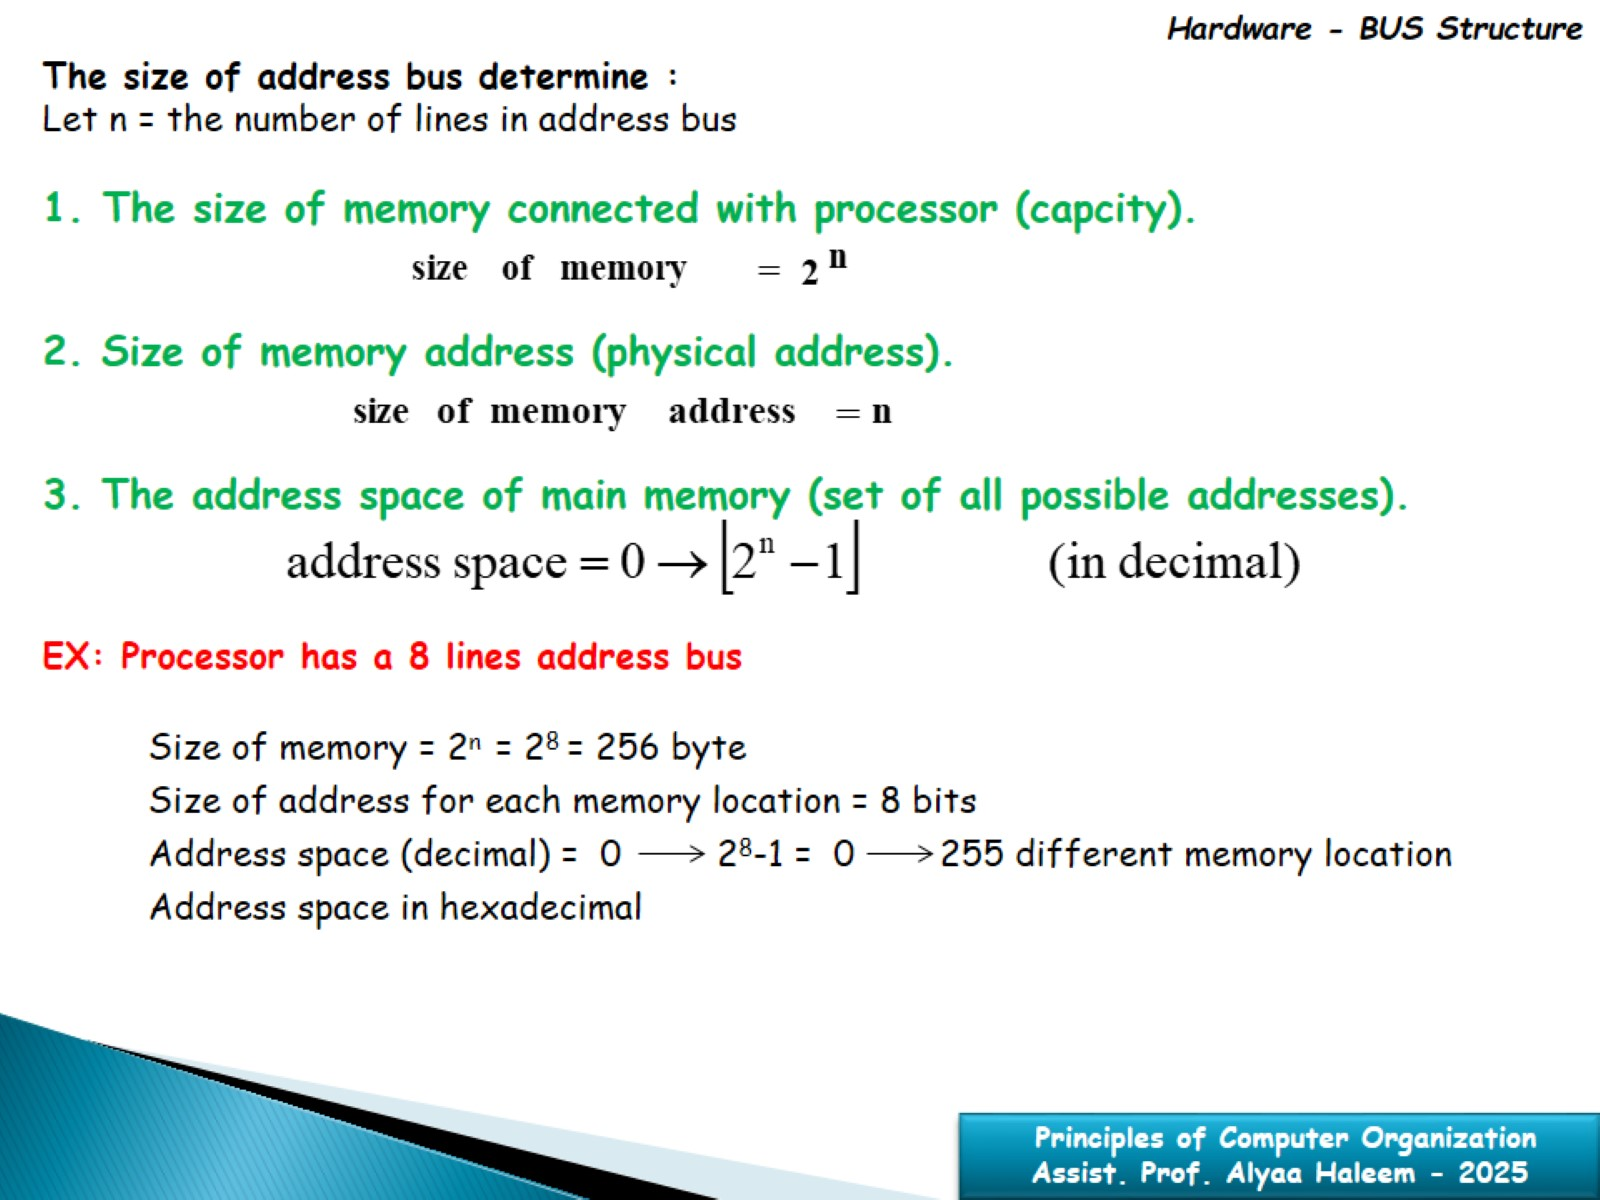 Hardware - BUS Structure
The size of address bus determine :
Let n = the number of lines in address bus
1. The size of memory connected with processor (capcity).
size of memory = 2ⁿ
2. Size of memory address (physical address).
size of memory address = n
3. The address space of main memory (set of all possible addresses).
address space = 0 → ⌊2ⁿ − 1⌋ (in decimal)
EX: Processor has a 8 lines address bus
Size of memory = 2ⁿ = 2⁸ = 256 byte
Size of address for each memory location = 8 bits
Address space (decimal) = 0 ⟶ 2⁸-1 = 0 ⟶ 255 different memory location
Address space in hexadecimal
Principles of Computer Organization
Assist. Prof. Alyaa Haleem - 2025